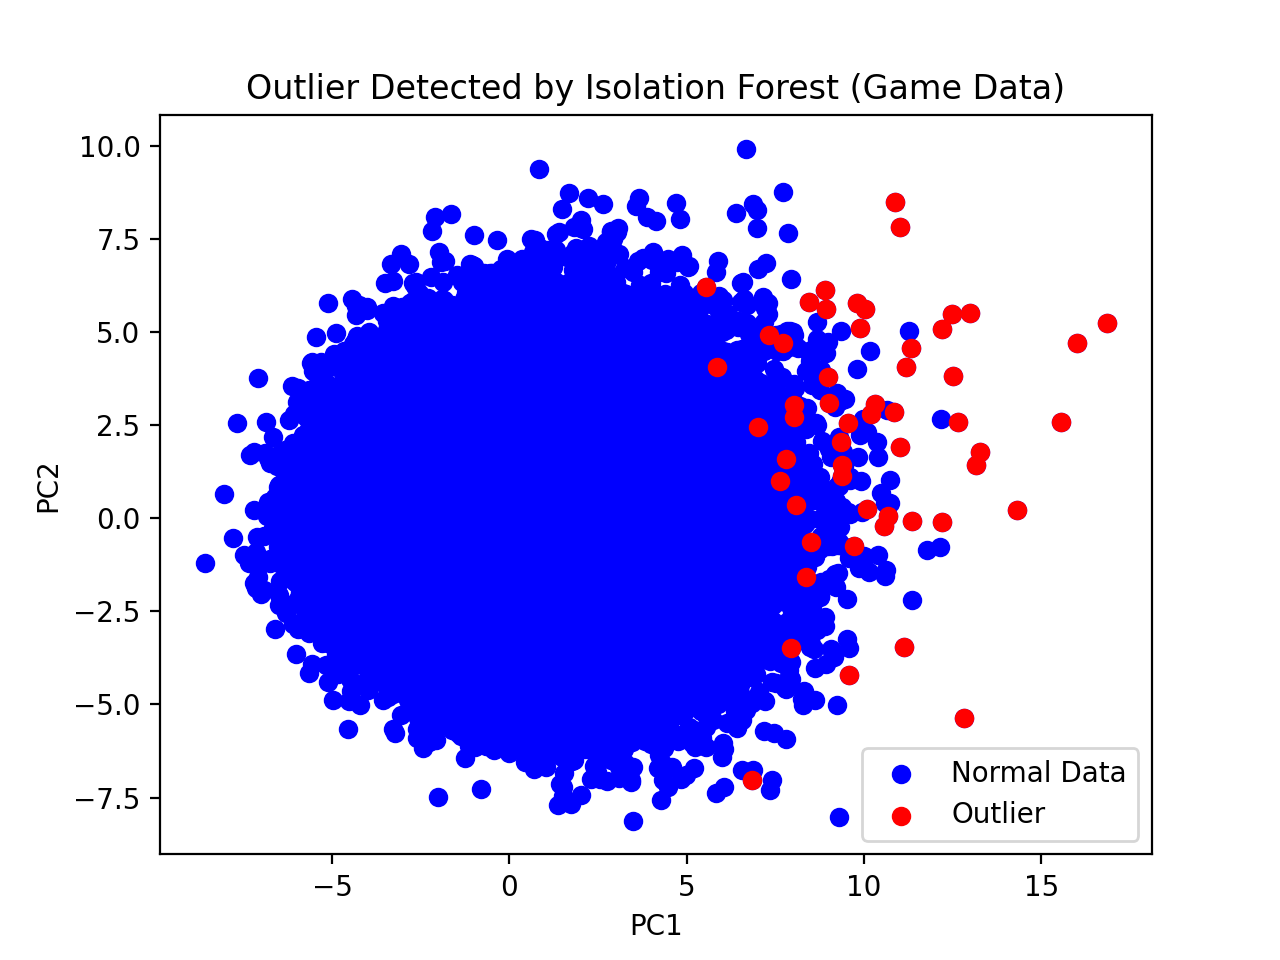 Outlier Detected by Isolation Forest (Game Data)
10.0
7.5
5.0
2.5
0.0
−2.5
−5.0
−7.5
PC2
−5
0
5
10
15
PC1
Normal Data
Outlier